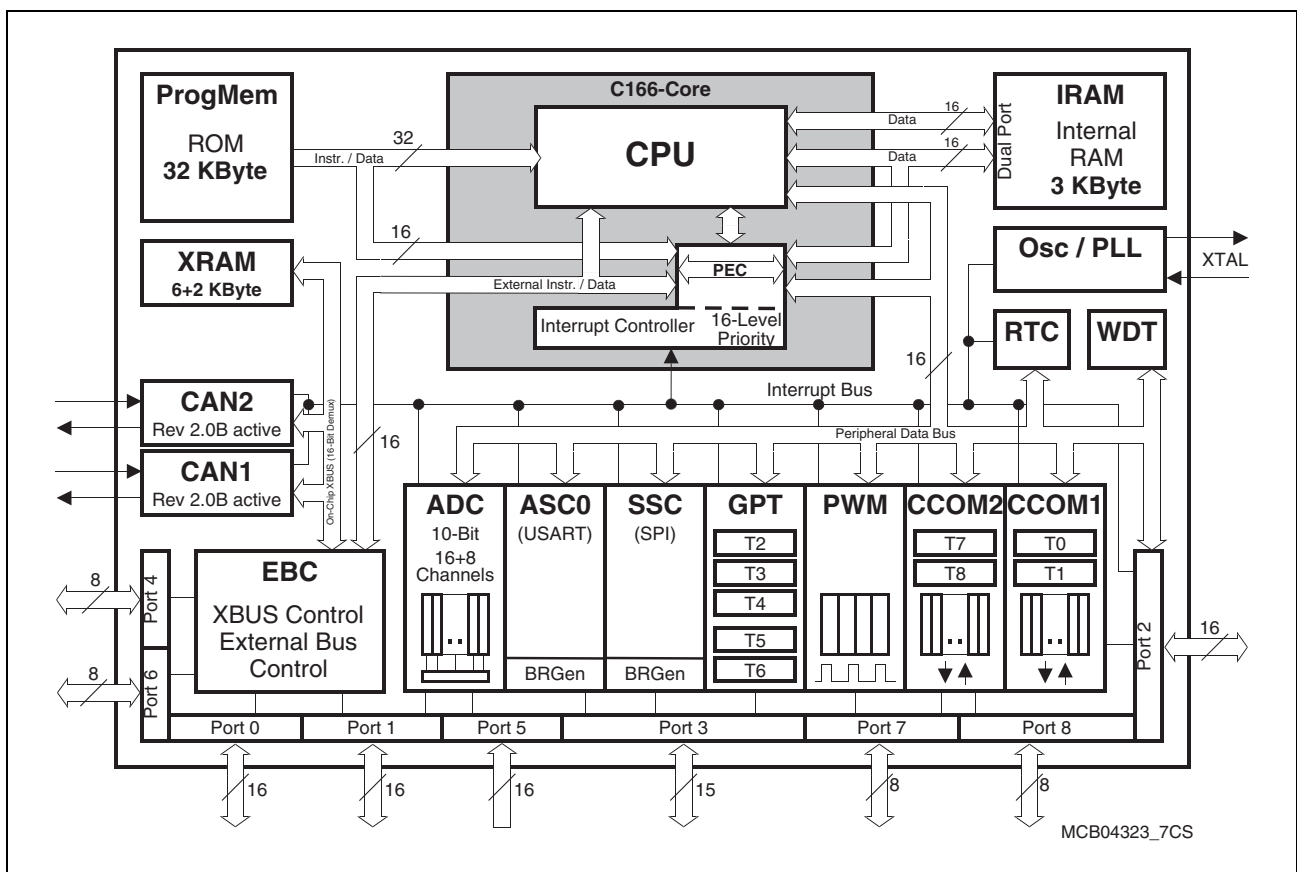 ProgMem
ROM
32 KByte
C166-Core
CPU
IRAM
Internal
RAM
3 KByte
Dual Port
16
Data
16
Data
32
Instr. / Data
16
XRAM
6+2 KByte
PEC
External Instr. / Data
Interrupt Controller
16-Level
Priority
Osc / PLL
XTAL
RTC
WDT
16
Interrupt Bus
Peripheral Data Bus
CAN2
Rev 2.0B active
CAN1
Rev 2.0B active
On-Chip XBUS (16-Bit Demux)
16
EBC
XBUS Control
External Bus
Control
ADC
10-Bit
16+8
Channels
ASC0
(USART)
BRGen
SSC
(SPI)
BRGen
GPT
T2
T3
T4
T5
T6
PWM
CCOM2
T7
T8
CCOM1
T0
T1
8
Port 4
8
Port 6
Port 2
16
Port 0
Port 1
Port 5
Port 3
Port 7
Port 8
16
16
16
15
8
8
MCB04323_7CS